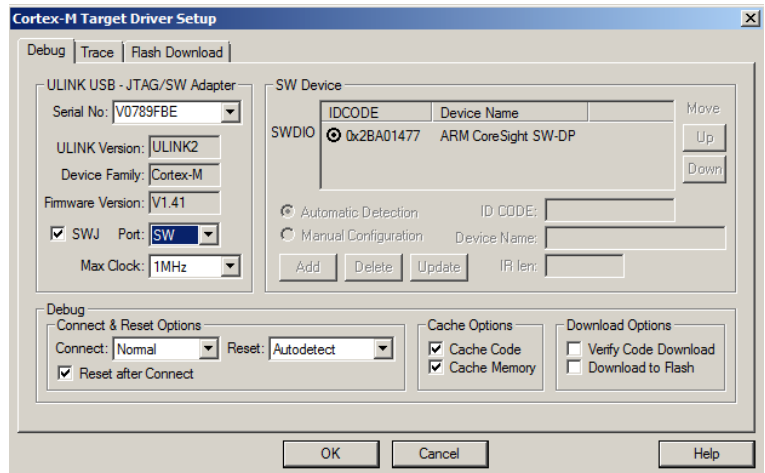 Cortex-M Target Driver Setup
Debug Trace Flash Download
ULINK USB - JTAG/SW Adapter
Serial No: V0789FBE
ULINK Version: ULINK2
Device Family: Cortex-M
Firmware Version: V1.41
SWJ Port: SW
Max Clock: 1MHz
SW Device
IDCODE Device Name
SWDIO 0x2BA01477 ARM CoreSight SW-DP
Move
Up
Down
Automatic Detection ID CODE:
Manual Configuration Device Name:
Add Delete Update IR len:
Debug
Connect & Reset Options
Connect: Normal Reset: Autodetect
Reset after Connect
Cache Options
Cache Code
Cache Memory
Download Options
Verify Code Download
Download to Flash
OK Cancel Help